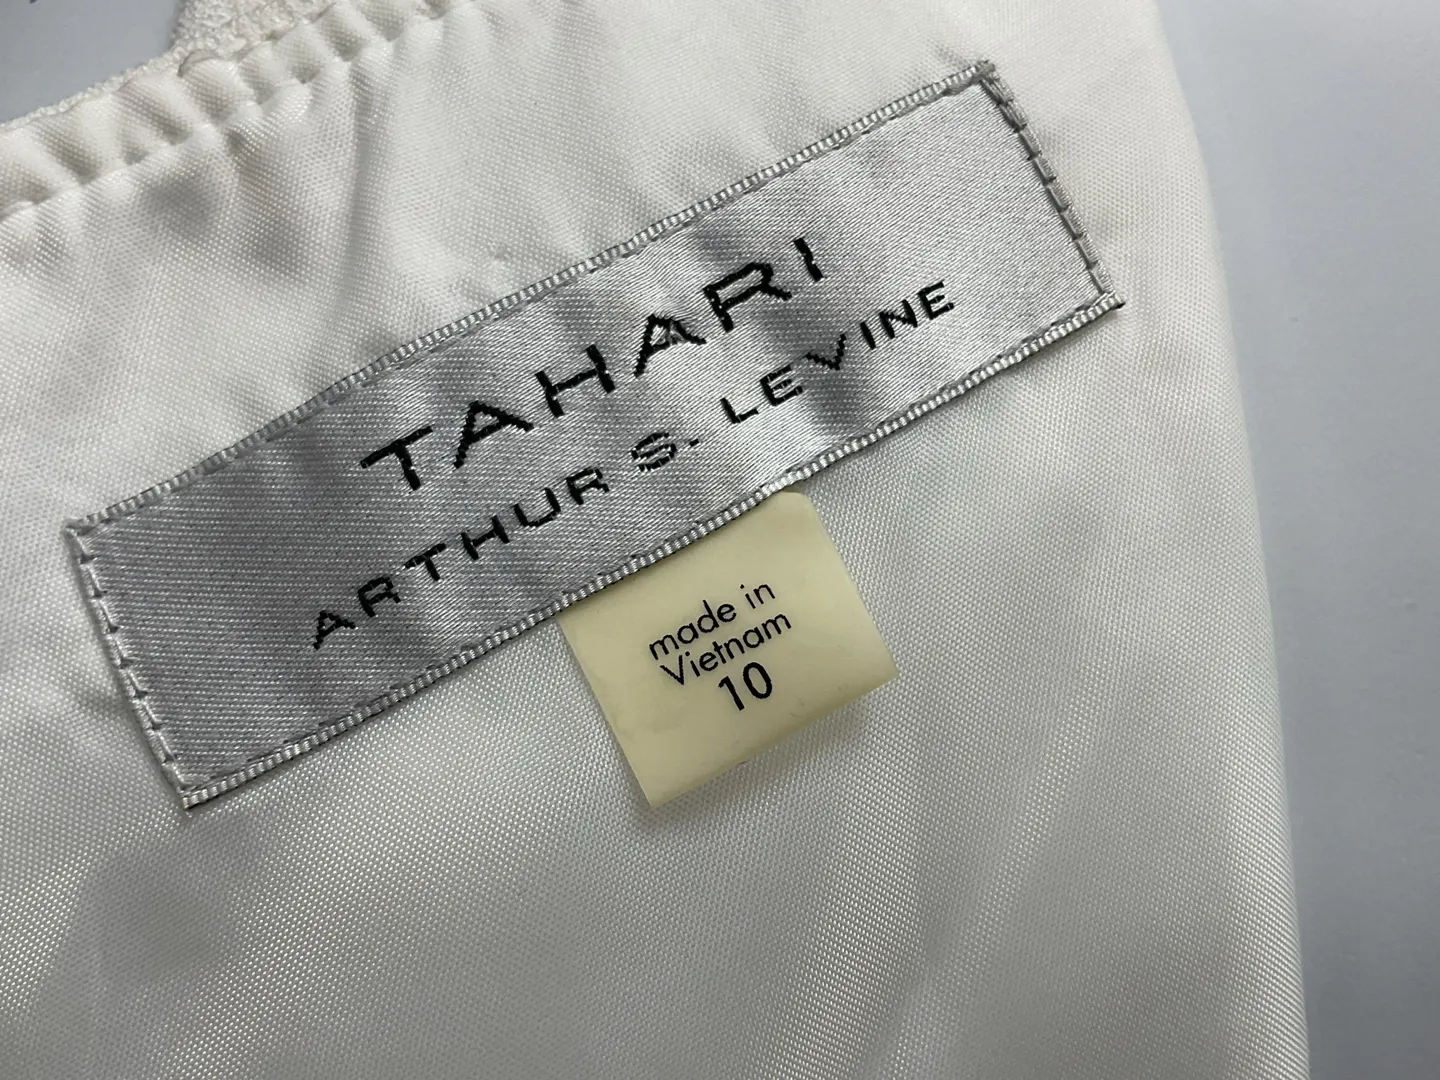 TAHARI
ARTHUR S. LEVINE
made in
Vietnam
10